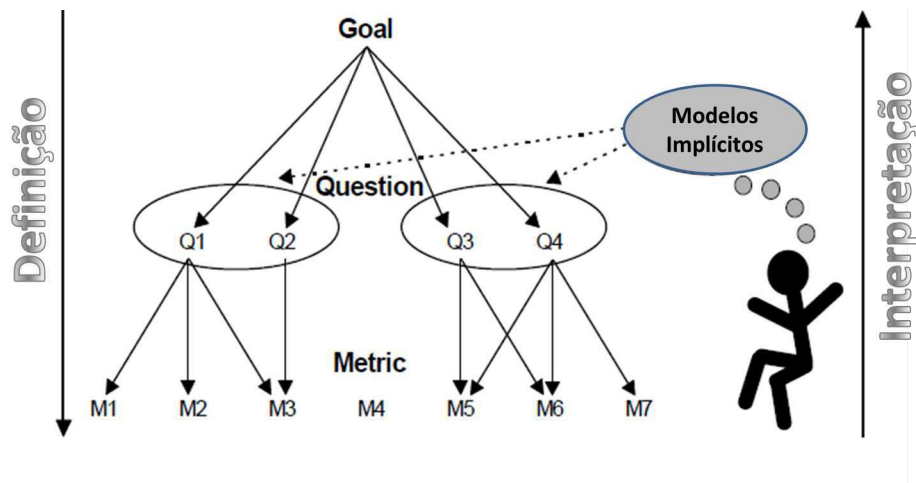 Goal
Definição
Interpretação
Modelos
Implícitos
Question
Q1 Q2 Q3 Q4
Metric
M1 M2 M3 M4 M5 M6 M7